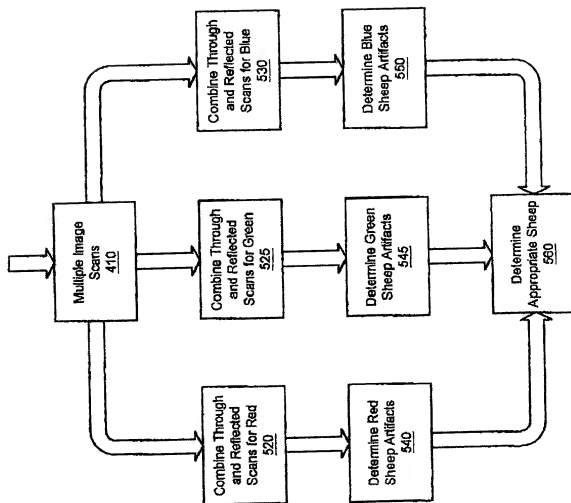 Multiple Image
Scans
410
Combine Through
and Reflected
Scans for Red
520
Combine Through
and Reflected
Scans for Green
525
Combine Through
and Reflected
Scans for Blue
530
Determine Red
Sheep Artifacts
540
Determine Green
Sheep Artifacts
545
Determine Blue
Sheep Artifacts
550
Determine
Appropriate Sheep
560